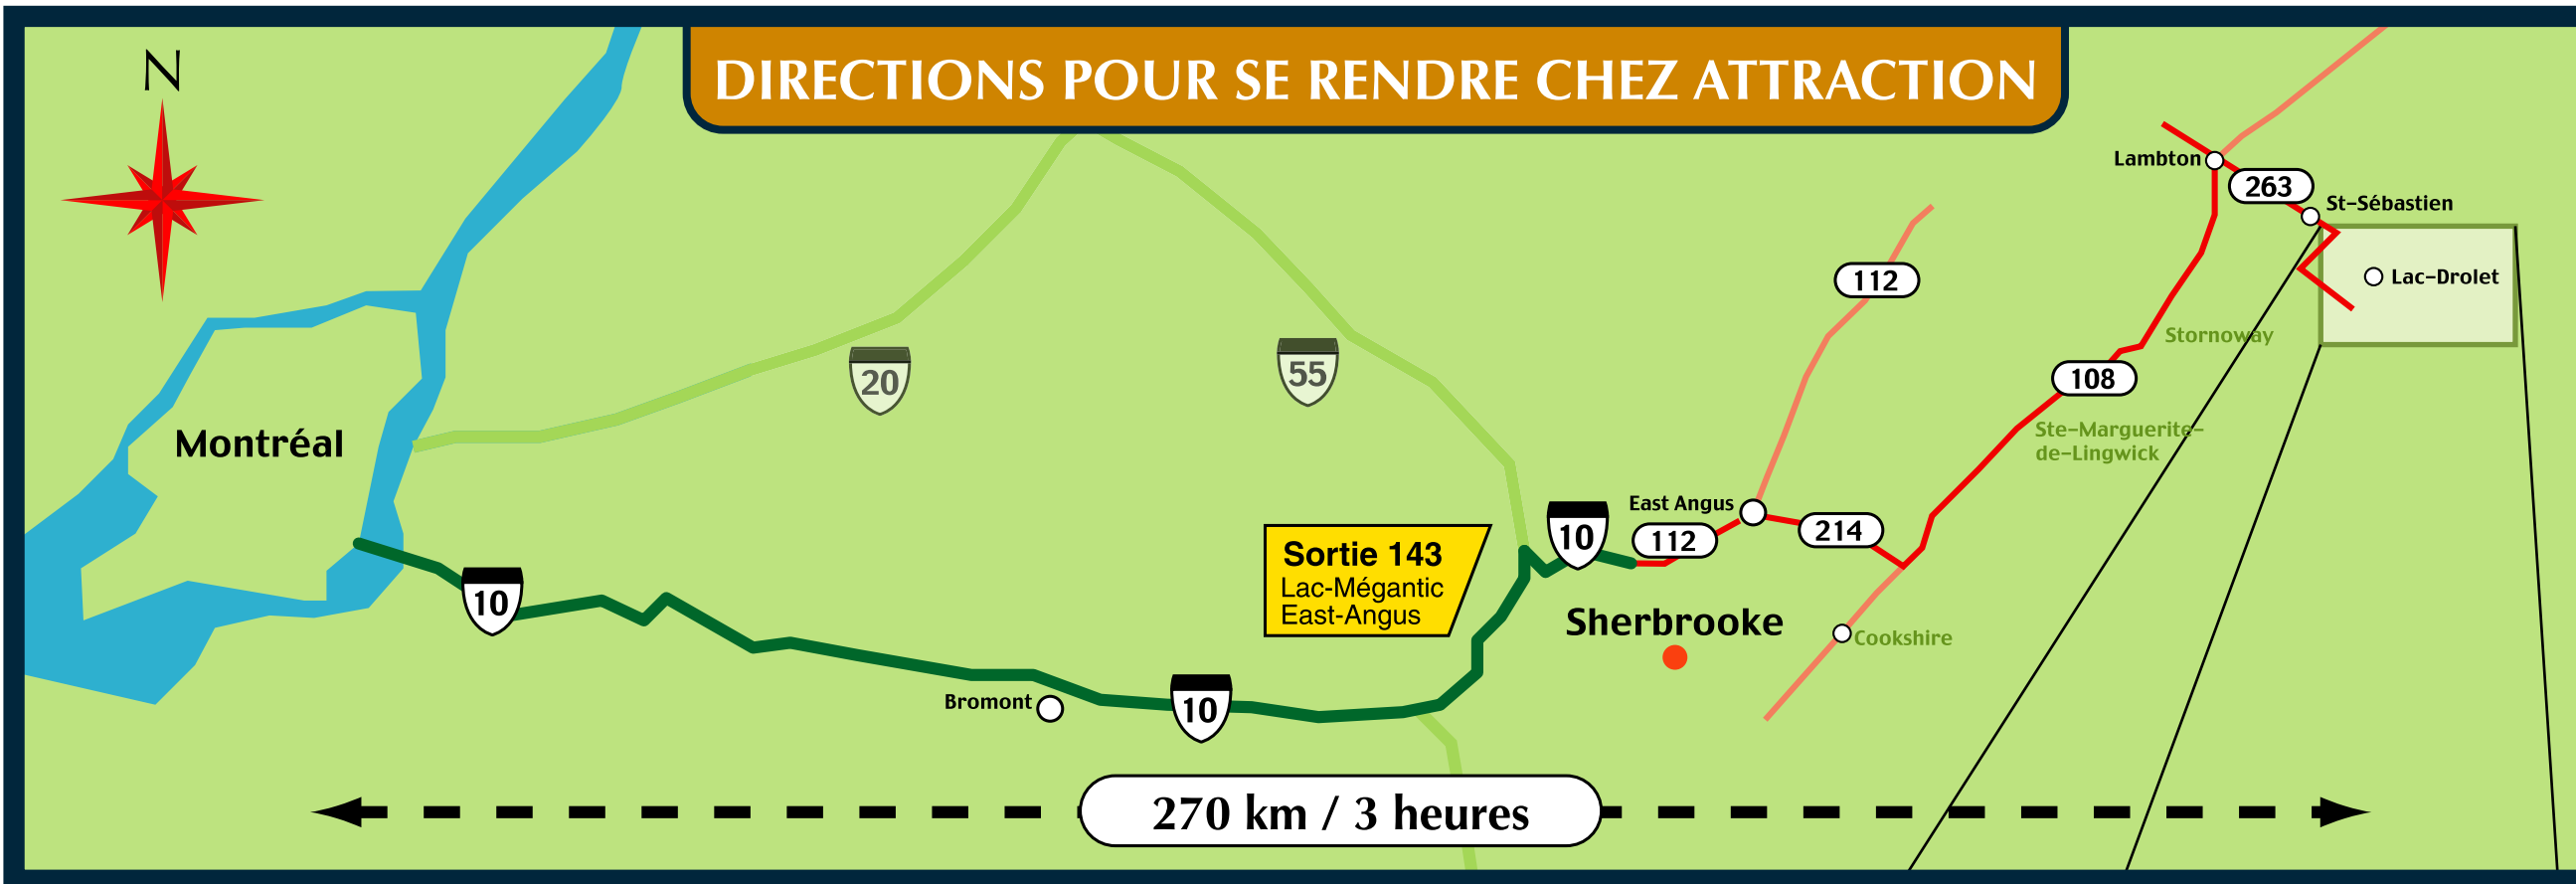 DIRECTIONS POUR SE RENDRE CHEZ ATTRACTION
N
Lambton
263
St-Sébastien
Lac-Drolet
112
Stornoway
20
55
108
Montréal
Ste-Marguerite-
de-Lingwick
East Angus
10
112
214
Sortie 143
Lac-Mégantic
East-Angus
10
Sherbrooke
Cookshire
Bromont
10
270 km / 3 heures